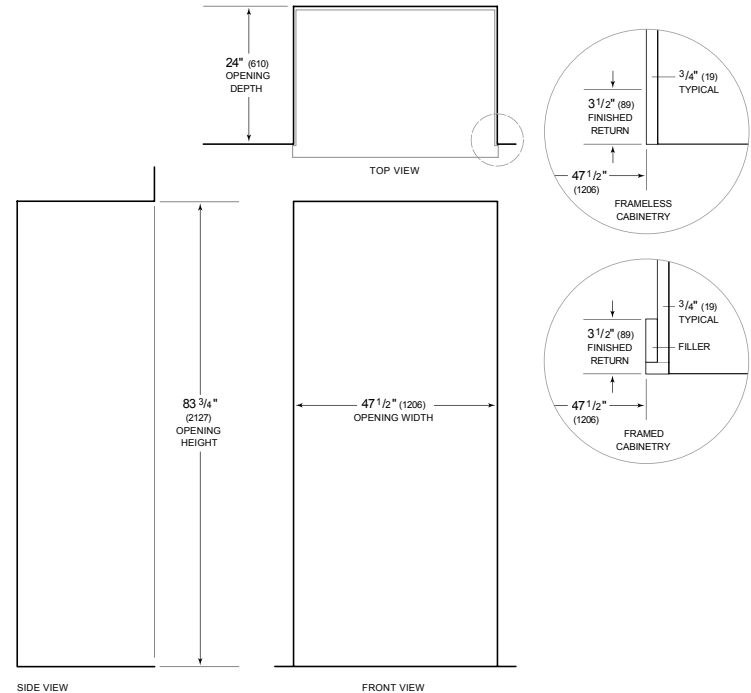 24" (610)
OPENING
DEPTH
TOP VIEW
3/4" (19)
TYPICAL
3 1/2" (89)
FINISHED
RETURN
47 1/2"
(1206)
FRAMELESS
CABINETRY
3/4" (19)
TYPICAL
3 1/2" (89)
FINISHED
RETURN
FILLER
47 1/2"
(1206)
FRAMED
CABINETRY
83 3/4"
(2127)
OPENING
HEIGHT
47 1/2" (1206)
OPENING WIDTH
SIDE VIEW
FRONT VIEW